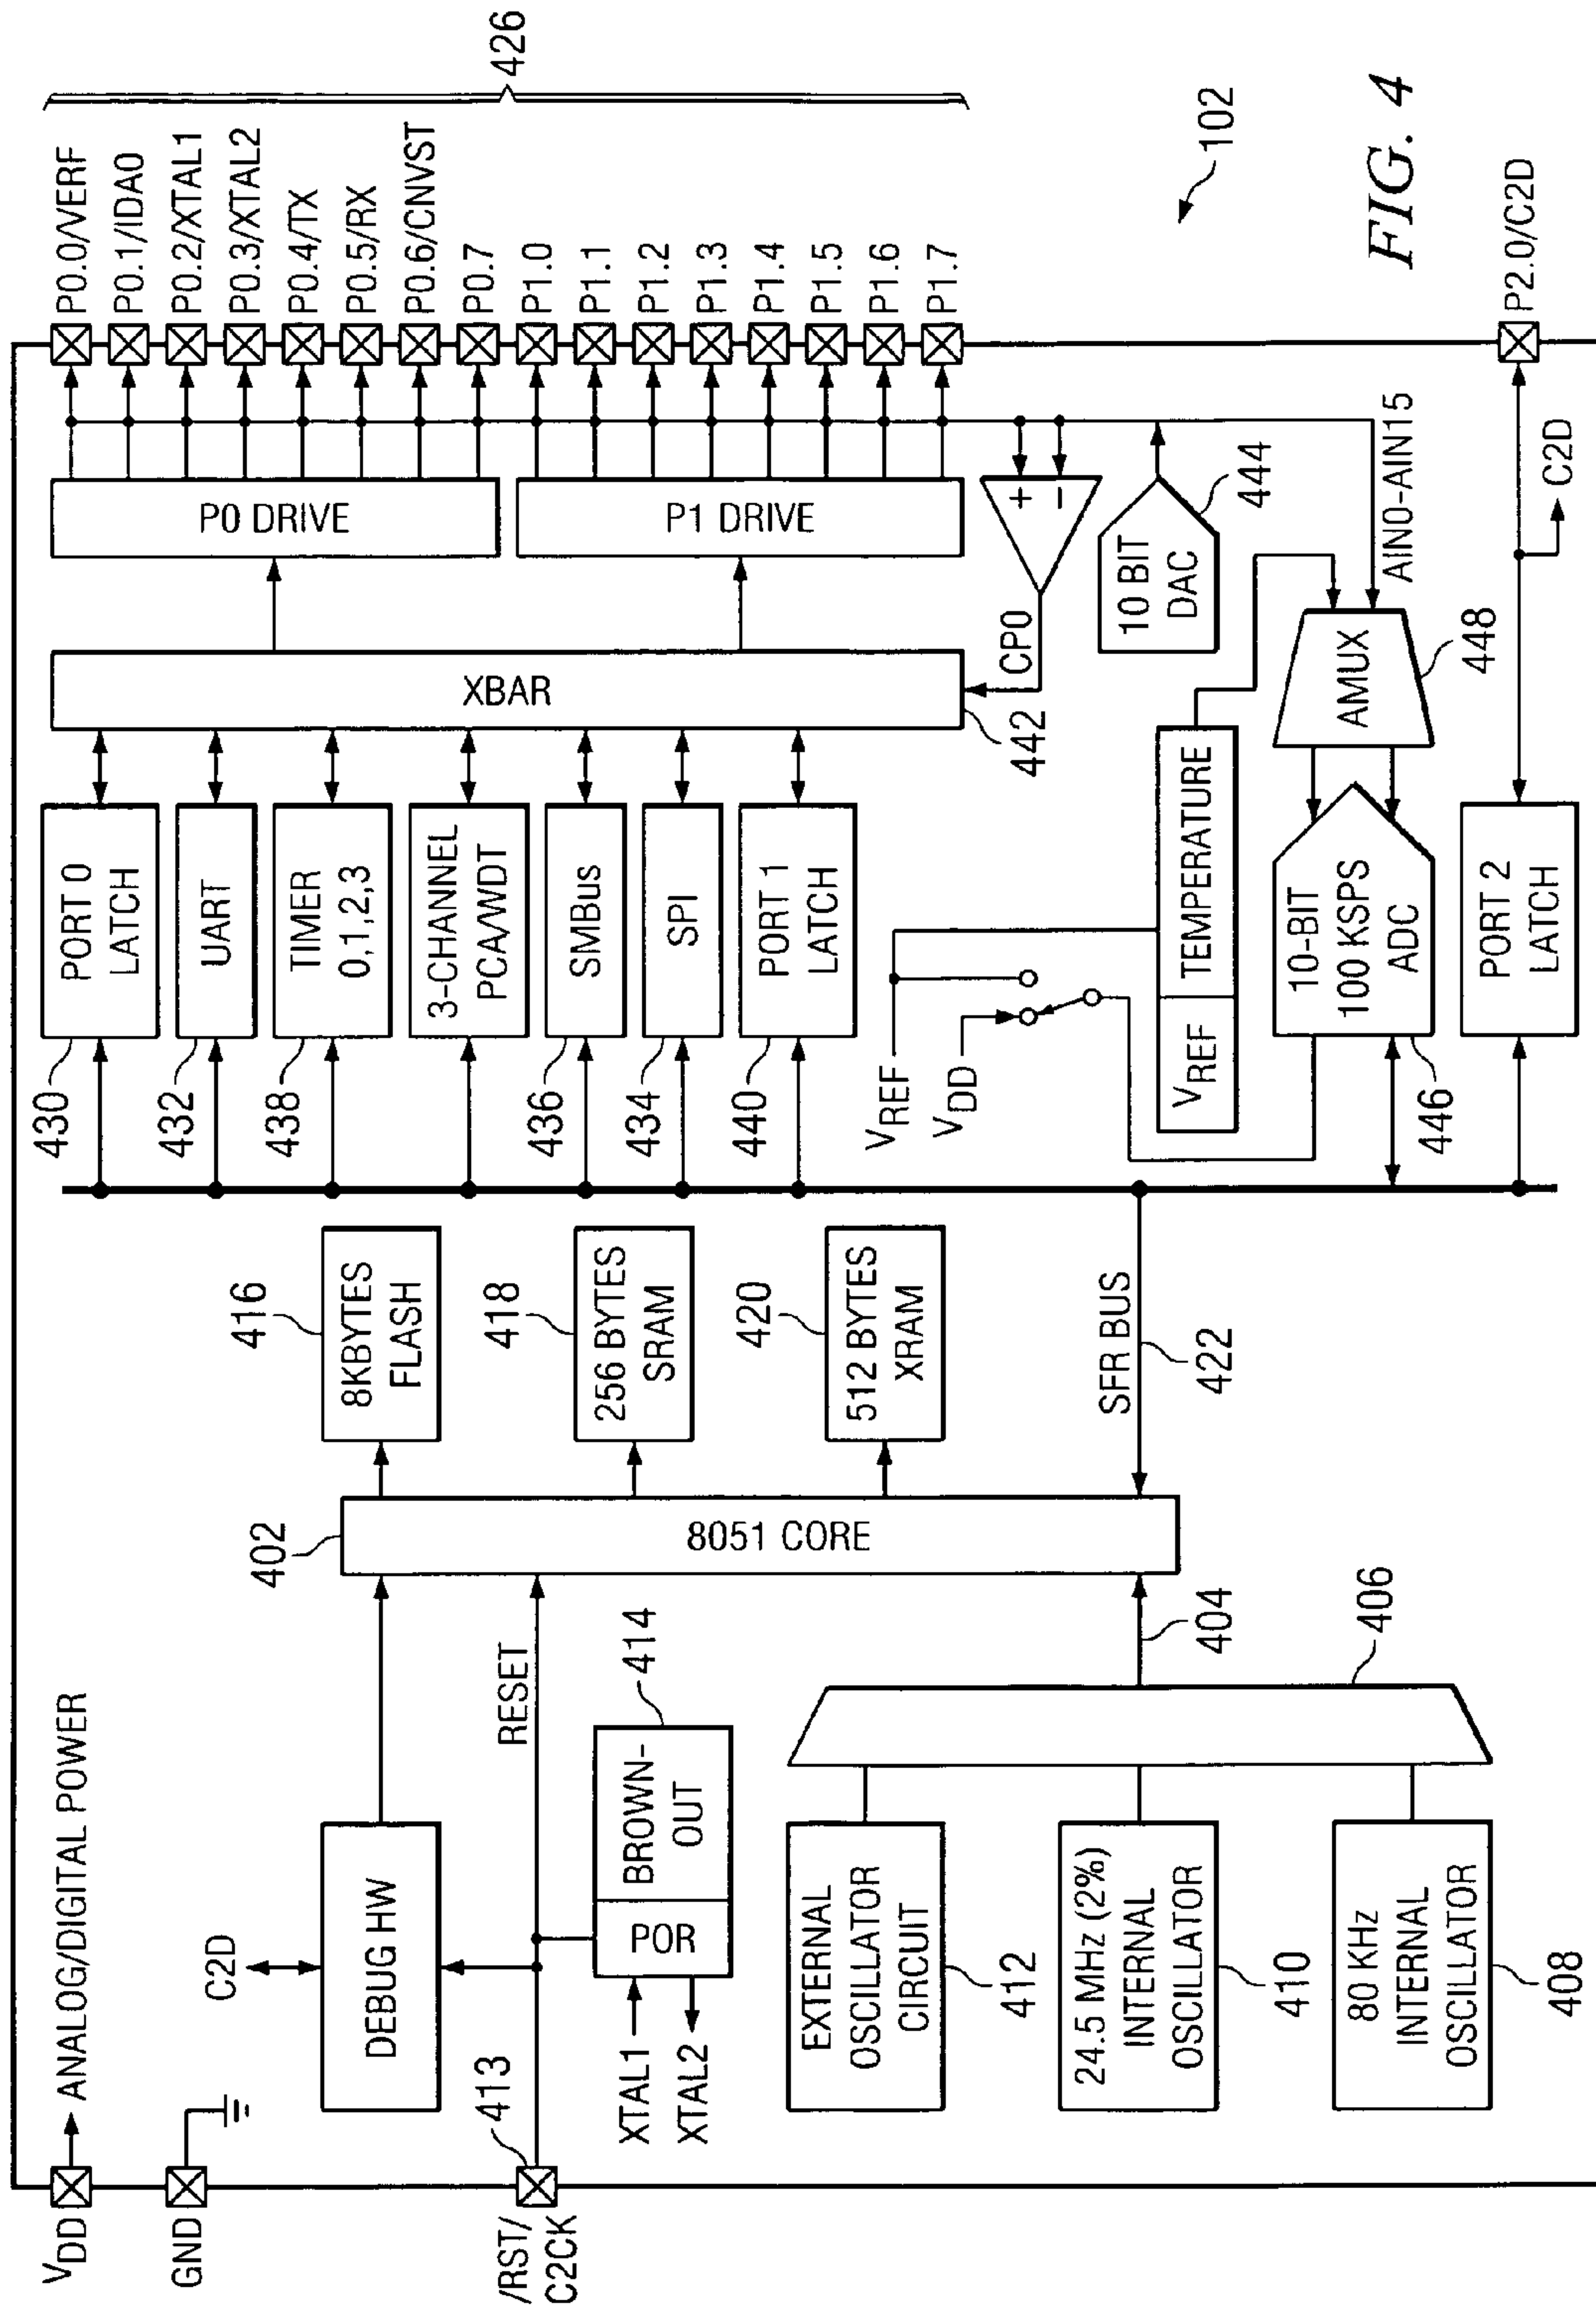 V_DD
ANALOG/DIGITAL POWER
GND
/RST/
C2CK
413
C2D
DEBUG HW
RESET
XTAL1
XTAL2
POR
BROWN-
OUT
414
EXTERNAL
OSCILLATOR
CIRCUIT
412
24.5 MHz (2%)
INTERNAL
OSCILLATOR
410
80 KHz
INTERNAL
OSCILLATOR
408
406
404
402
8051 CORE
416
8KBYTES
FLASH
418
256 BYTES
SRAM
420
512 BYTES
XRAM
SFR BUS
422
430
PORT 0
LATCH
432
UART
438
TIMER
0,1,2,3
3-CHANNEL
PCA/WDT
436
SMBus
434
SPI
440
PORT 1
LATCH
V_REF
V_DD
V_REF
TEMPERATURE
10-BIT
100 KSPS
ADC
446
AMUX
448
PORT 2
LATCH
XBAR
442
CP0
+
−
10 BIT
DAC
444
AIN0-AIN15
P0 DRIVE
P1 DRIVE
P0.0/VERF
P0.1/IDA0
P0.2/XTAL1
P0.3/XTAL2
P0.4/TX
P0.5/RX
P0.6/CNVST
P0.7
P1.0
P1.1
P1.2
P1.3
P1.4
P1.5
P1.6
P1.7
426
102
P2.0/C2D
C2D
FIG. 4